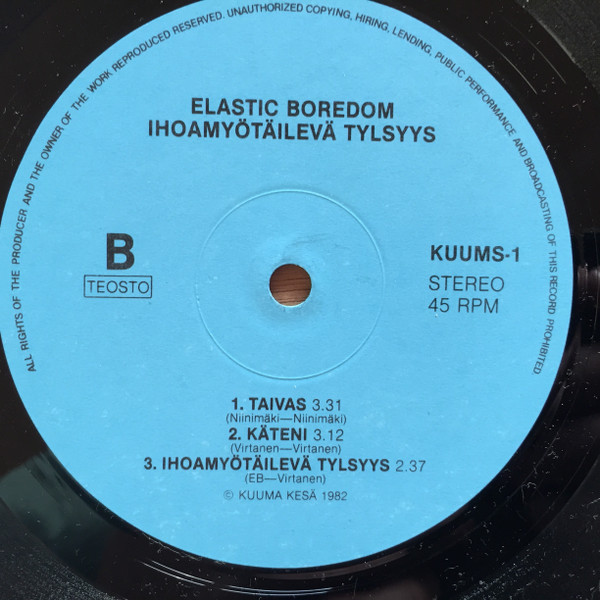 ALL RIGHTS OF THE PRODUCER AND THE OWNER OF THE WORK REPRODUCED RESERVED. UNAUTHORIZED COPYING, HIRING, LENDING, PUBLIC PERFORMANCE AND BROADCASTING OF THIS RECORD PROHIBITED
ELASTIC BOREDOM
IHOAMYÖTÄILEVÄ TYLSYYS
B
TEOSTO
KUUMS-1
STEREO
45 RPM
1. TAIVAS 3.31
(Niinimäki—Niinimäki)
2. KÄTENI 3.12
(Virtanen—Virtanen)
3. IHOAMYÖTÄILEVÄ TYLSYYS 2.37
(EB—Virtanen)
© KUUMA KESÄ 1982